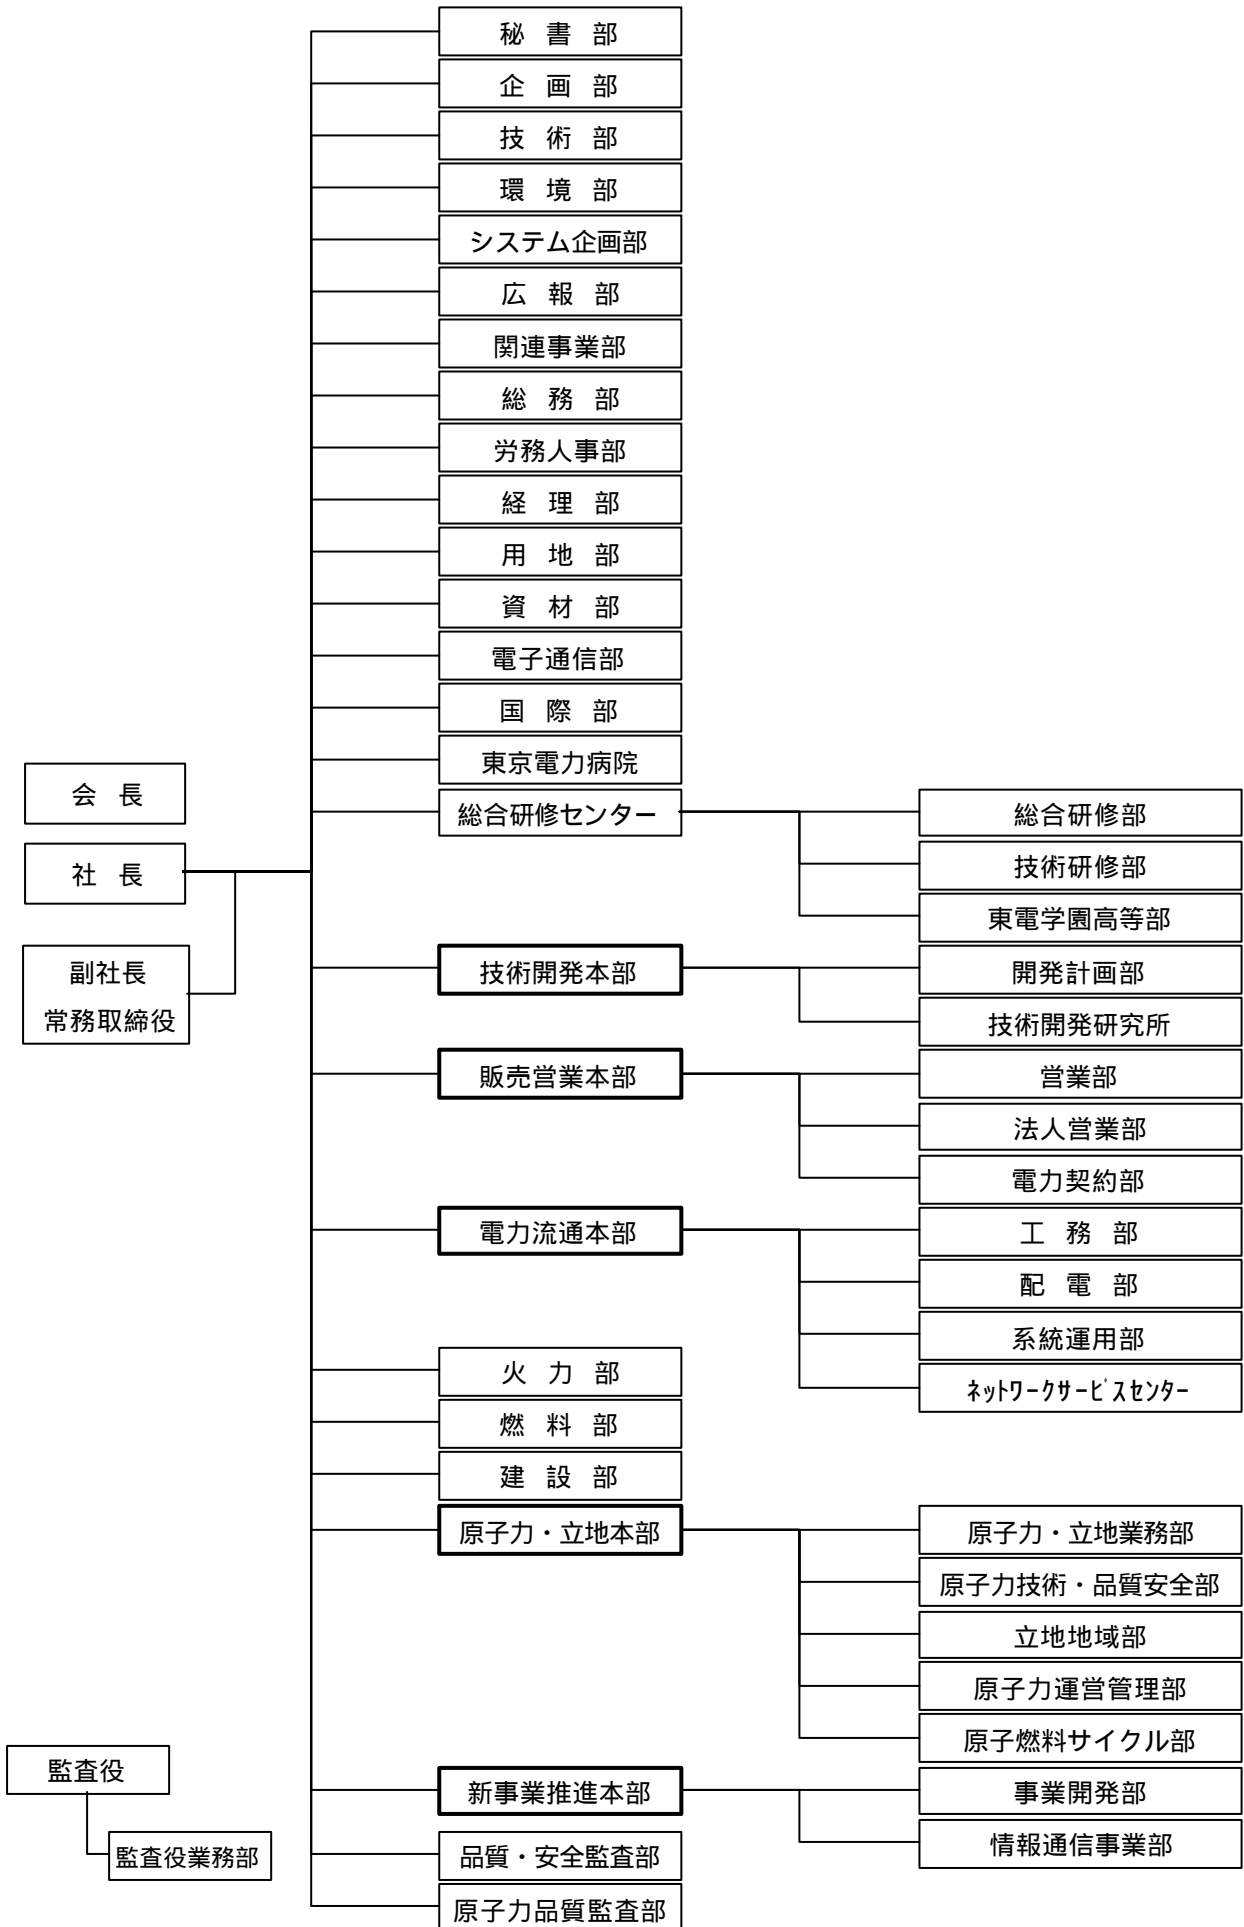 秘書部
企画部
技術部
環境部
システム企画部
広報部
関連事業部
総務部
労務人事部
経理部
用地部
資材部
電子通信部
国際部
東京電力病院
会長
総合研修センター
総合研修部
社長
技術研修部
東電学園高等部
副社長
常務取締役
技術開発本部
開発計画部
技術開発研究所
販売営業本部
営業部
法人営業部
電力契約部
電力流通本部
工務部
配電部
系統運用部
ネットワークサービスセンター
火力部
燃料部
建設部
原子力・立地本部
原子力・立地業務部
原子力技術・品質安全部
立地地域部
原子力運営管理部
原子燃料サイクル部
監査役
新事業推進本部
事業開発部
情報通信事業部
監査役業務部
品質・安全監査部
原子力品質監査部